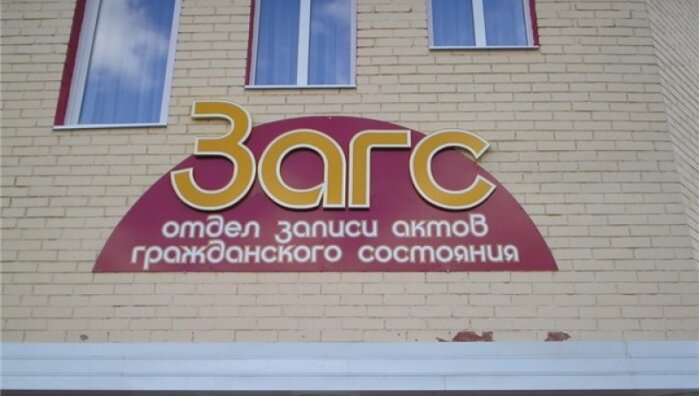 Загс
отдел записи актов
гражданского состояния